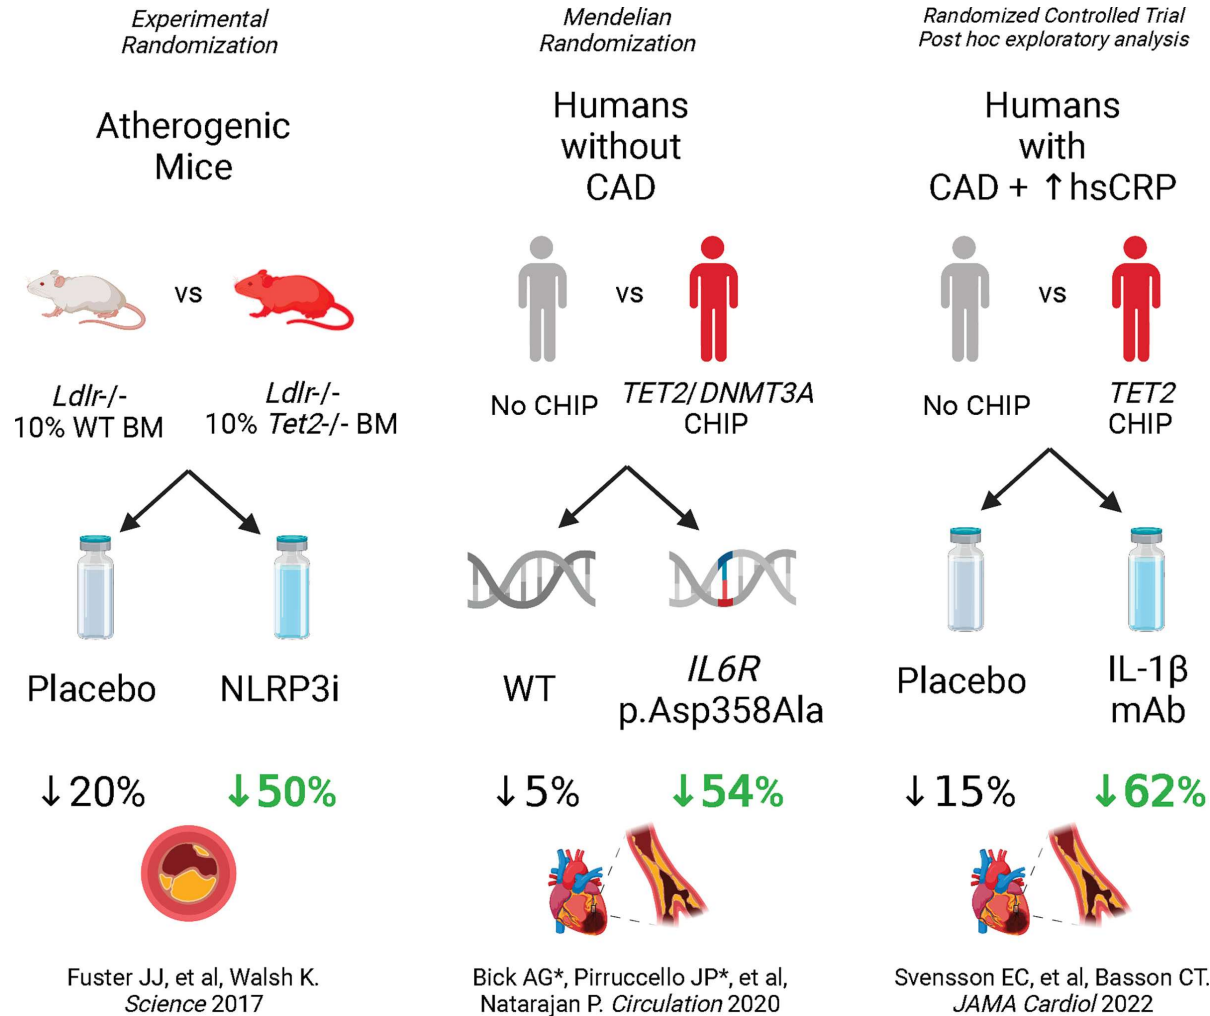 Experimental
Randomization
Atherogenic
Mice
vs
Ldlr-/-
10% WT BM
Ldlr-/-
10% Tet2-/- BM
Placebo
NLRP3i
↓20%
↓50%
Fuster JJ, et al, Walsh K.
Science 2017
Mendelian
Randomization
Humans
without
CAD
vs
No CHIP
TET2/DNMT3A
CHIP
WT
IL6R
p.Asp358Ala
↓5%
↓54%
Bick AG*, Pirruccello JP*, et al,
Natarajan P. Circulation 2020
Randomized Controlled Trial
Post hoc exploratory analysis
Humans
with
CAD + ↑hsCRP
vs
No CHIP
TET2
CHIP
Placebo
IL-1β
mAb
↓15%
↓62%
Svensson EC, et al, Basson CT.
JAMA Cardiol 2022